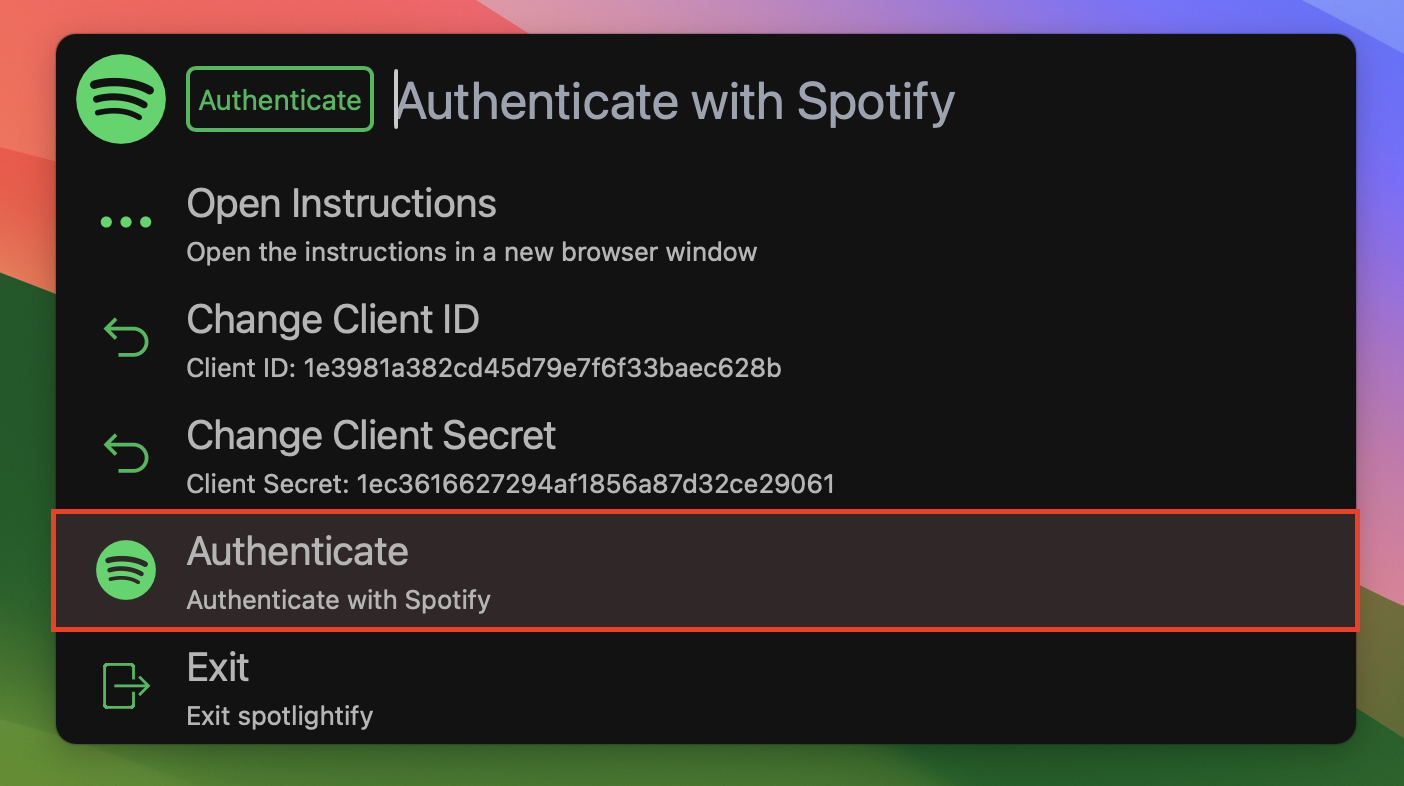 Authenticate Authenticate with Spotify
Open Instructions
Open the instructions in a new browser window
Change Client ID
Client ID: 1e3981a382cd45d79e7f6f33baec628b
Change Client Secret
Client Secret: 1ec3616627294af1856a87d32ce29061
Authenticate
Authenticate with Spotify
Exit
Exit spotlightify